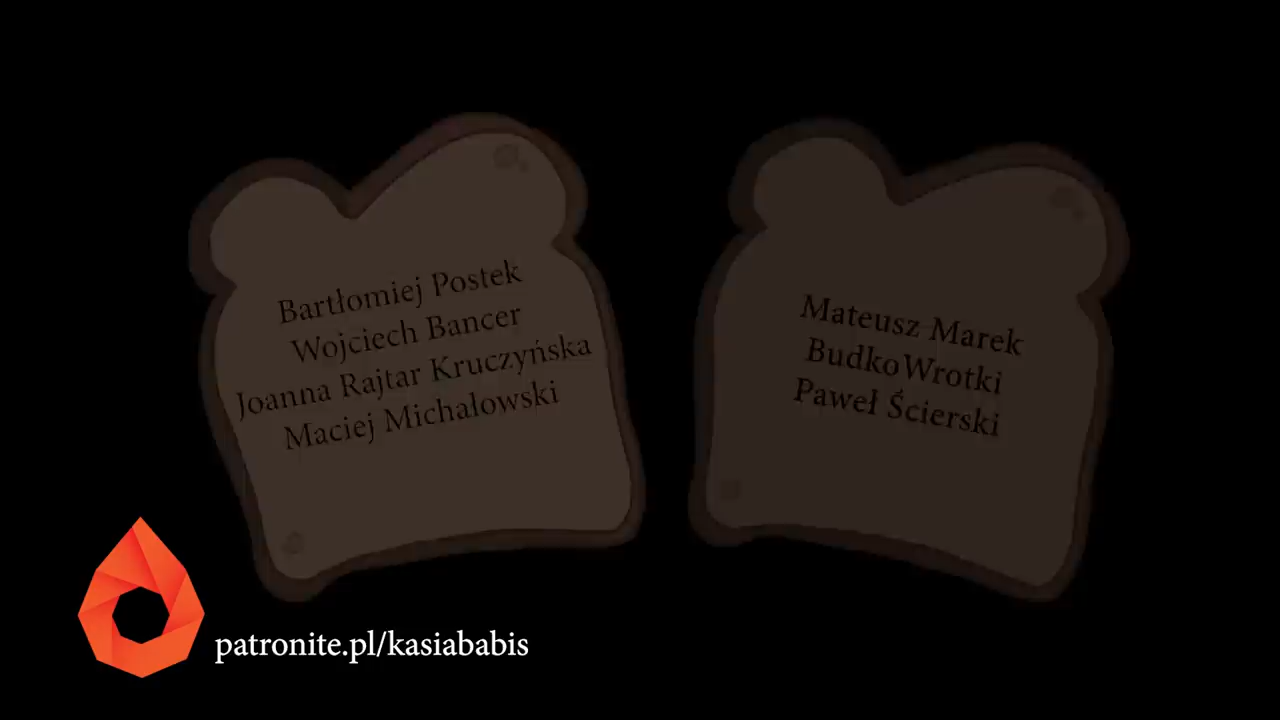 Bartłomiej Postek
Wojciech Bancer
Joanna Rajtar Kruczyńska
Maciej Michałowski
Mateusz Marek
BudkoWrotki
Paweł Ścierski
patronite.pl/kasiababis